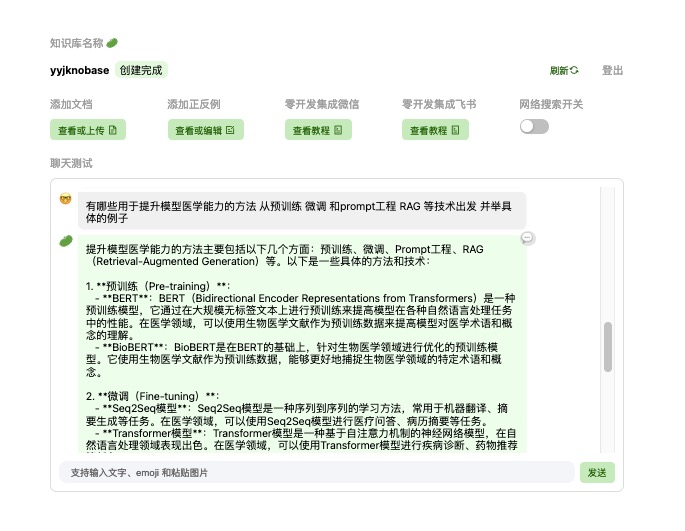 知识库名称
yyjknobase 创建完成
刷新 登出
添加文档 添加正反例 零开发集成微信 零开发集成飞书 网络搜索开关
查看或上传 查看或编辑 查看教程 查看教程
聊天测试
有哪些用于提升模型医学能力的方法 从预训练 微调 和prompt工程 RAG 等技术出发 并举具
体的例子
提升模型医学能力的方法主要包括以下几个方面：预训练、微调、Prompt工程、RAG
（Retrieval-Augmented Generation）等。以下是一些具体的方法和技术：
1. **预训练（Pre-training）**：
- **BERT**：BERT（Bidirectional Encoder Representations from Transformers）是一种
预训练模型，它通过在大规模无标签文本上进行预训练来提高模型在各种自然语言处理任务
中的性能。在医学领域，可以使用生物医学文献作为预训练数据来提高模型对医学术语和概
念的理解。
- **BioBERT**：BioBERT是在BERT的基础上，针对生物医学领域进行优化的预训练模
型。它使用生物医学文献作为预训练数据，能够更好地捕捉生物医学领域的特定术语和概
念。
2. **微调（Fine-tuning）**：
- **Seq2Seq模型**：Seq2Seq模型是一种序列到序列的学习方法，常用于机器翻译、摘
要生成等任务。在医学领域，可以使用Seq2Seq模型进行医疗问答、病历摘要等任务。
- **Transformer模型**：Transformer模型是一种基于自注意力机制的神经网络模型，在自
然语言处理领域表现出色。在医学领域，可以使用Transformer模型进行疾病诊断、药物推荐
支持输入文字、emoji 和粘贴图片
发送